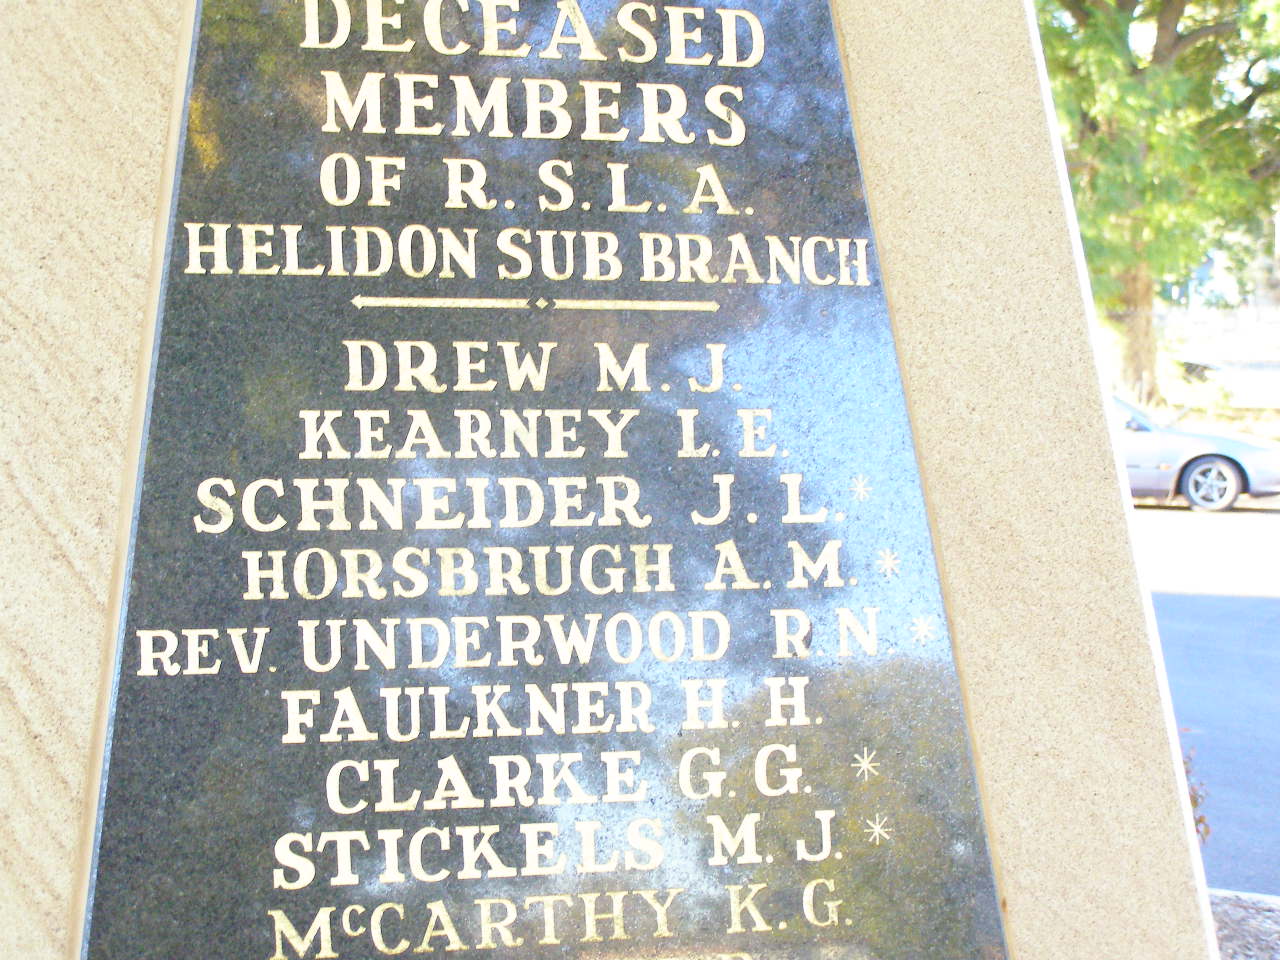 DECEASED
MEMBERS
OF R.S.L.A.
HELIDON SUB BRANCH
DREW M.J.
KEARNEY L.E.
SCHNEIDER J.L.*
HORSBRUGH A.M.*
REV. UNDERWOOD R.N.*
FAULKNER H.H.
CLARKE G.G.*
STICKELS M.J.*
McCARTHY K.G.